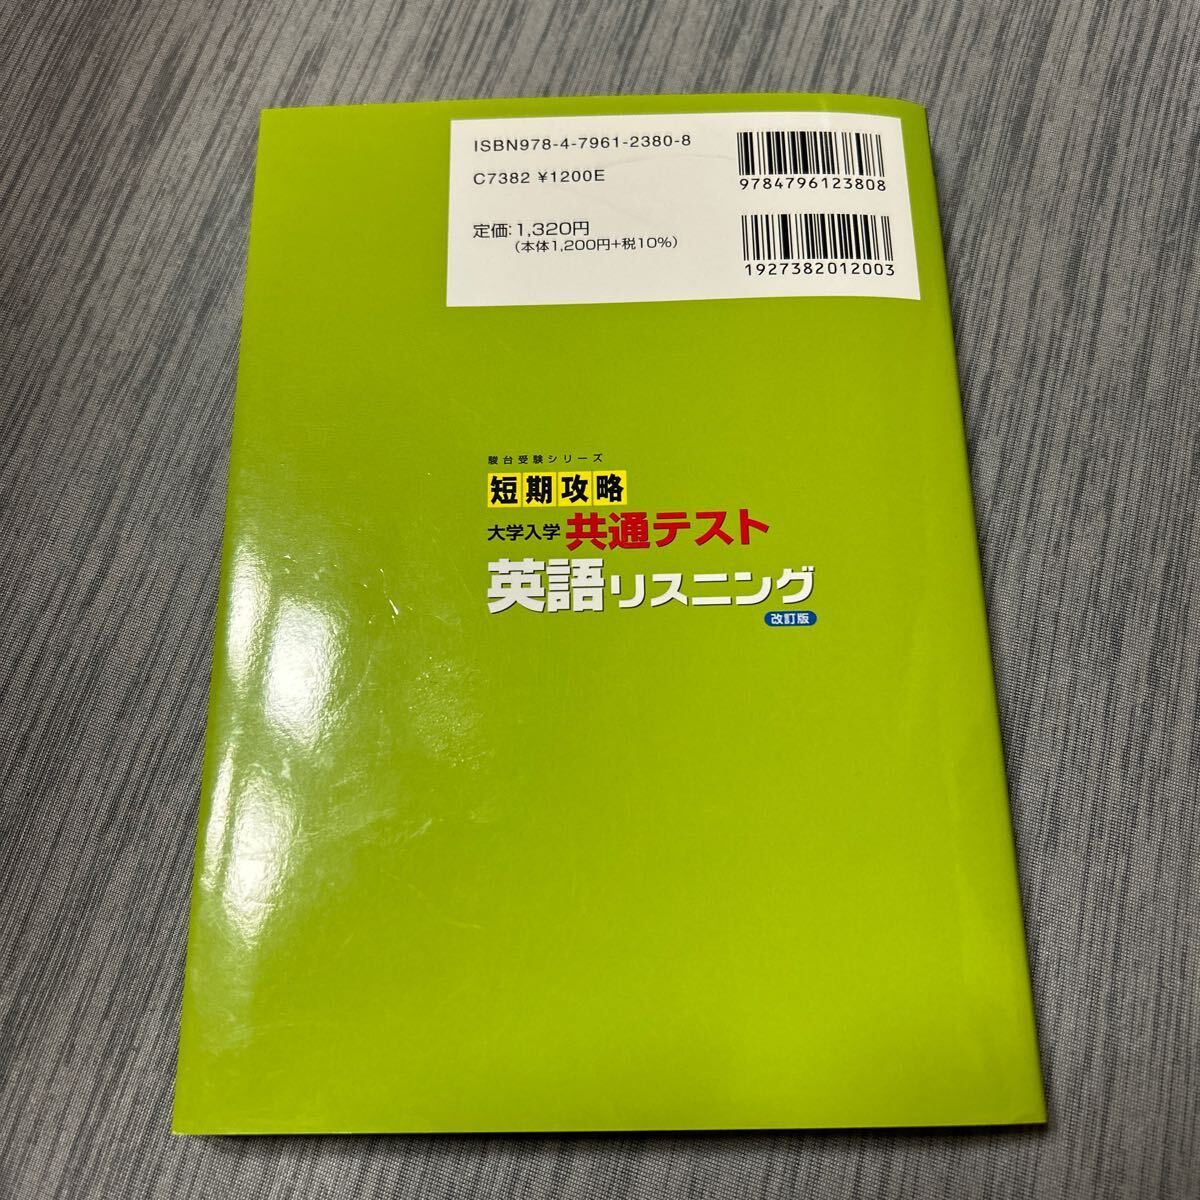 ISBN978-4-7961-2380-8
C7382 ¥1200E
定価:1,320円
(本体1,200円+税10%)
9784796123808
1927382012003
駿台受験シリーズ
短期攻略
大学入学 共通テスト
英語リスニング
改訂版